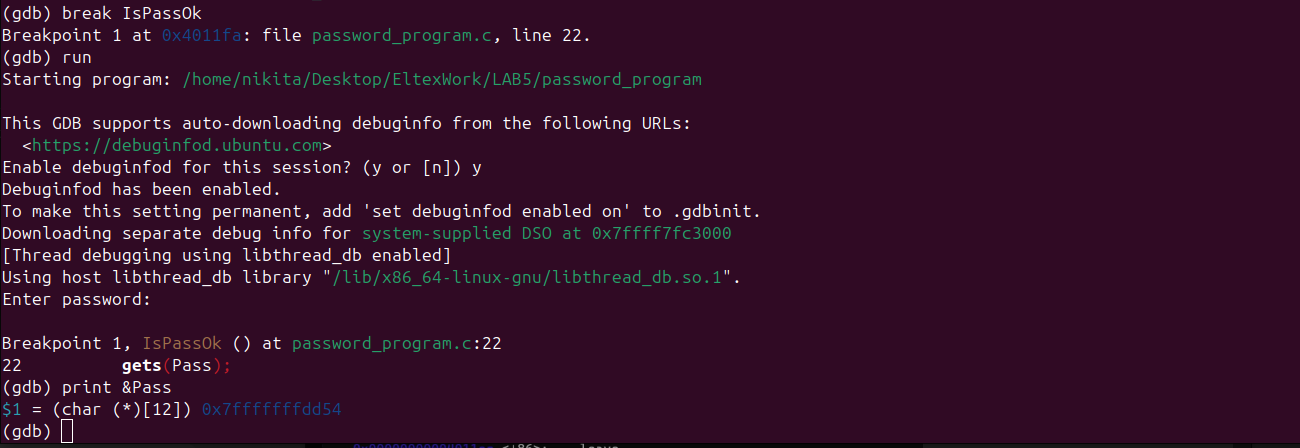 (gdb) break IsPassOk
Breakpoint 1 at 0x4011fa: file password_program.c, line 22.
(gdb) run
Starting program: /home/nikita/Desktop/EltexWork/LAB5/password_program

This GDB supports auto-downloading debuginfo from the following URLs:
  <https://debuginfod.ubuntu.com>
Enable debuginfod for this session? (y or [n]) y
Debuginfod has been enabled.
To make this setting permanent, add 'set debuginfod enabled on' to .gdbinit.
Downloading separate debug info for system-supplied DSO at 0x7ffff7fc3000
[Thread debugging using libthread_db enabled]
Using host libthread_db library "/lib/x86_64-linux-gnu/libthread_db.so.1".
Enter password:

Breakpoint 1, IsPassOk () at password_program.c:22
22          gets(Pass);
(gdb) print &Pass
$1 = (char (*)[12]) 0x7fffffffdd54
(gdb)